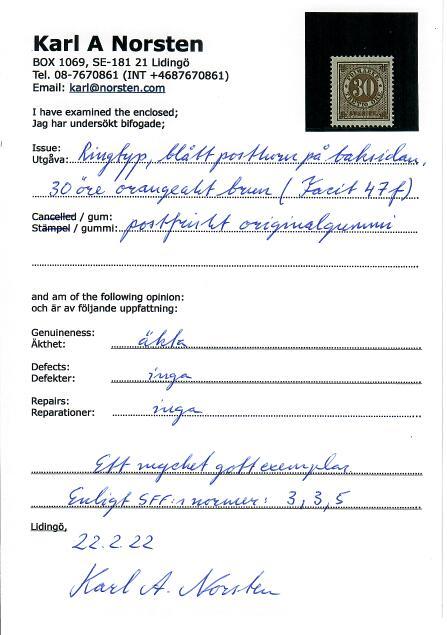 Karl A Norsten
BOX 1069, SE-181 21 Lidingö
Tel. 08-7670861 (INT +4687670861)
Email: karl@norsten.com
30
I have examined the enclosed;
Jag har undersökt bifogade;
Issue:
Utgåva: Ringtyp, blått posthorn på baksidan,
30 öre orangeakt brun (Facit 47f)
Cancelled / gum:
Stämpel / gummi: postfriskt originalgummi
and am of the following opinion:
och är av följande uppfattning:
Genuineness:
Äkthet: äkta
Defects:
Defekter: inga
Repairs:
Reparationer: inga
Ett mycket gott exemplar
Enligt SFF:s normer: 3, 3, 5
Lidingö,
22.2.22
Karl A. Norsten